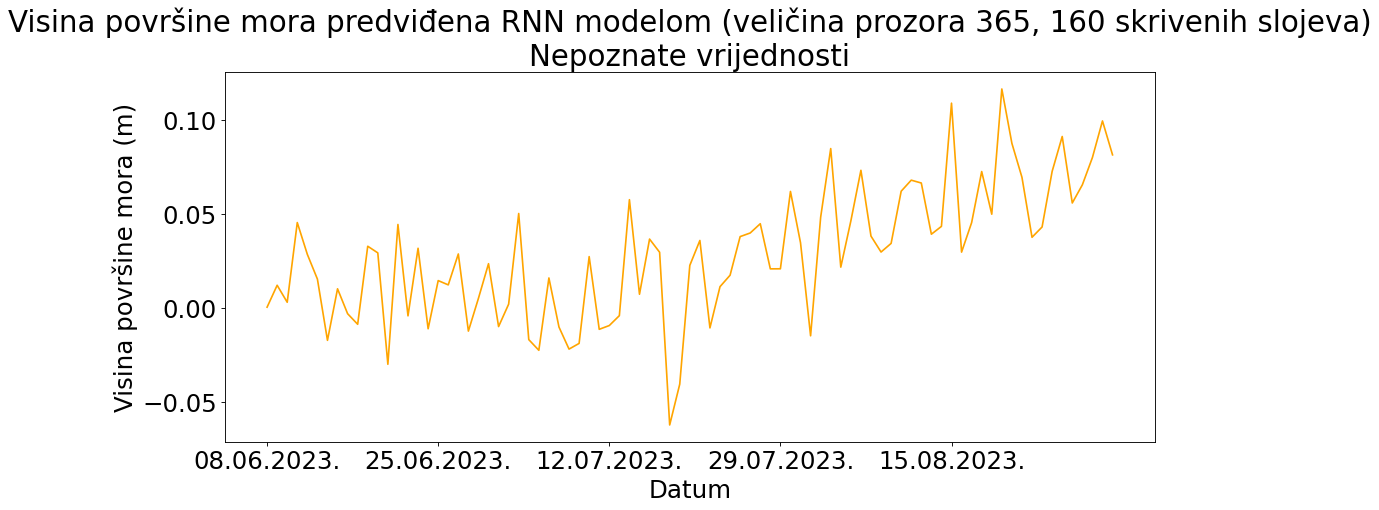 Visina površine mora predviđena RNN modelom (veličina prozora 365, 160 skrivenih slojeva)
Nepoznate vrijednosti
Visina površine mora (m)
0.10
0.05
0.00
−0.05
08.06.2023. 25.06.2023. 12.07.2023. 29.07.2023. 15.08.2023.
Datum